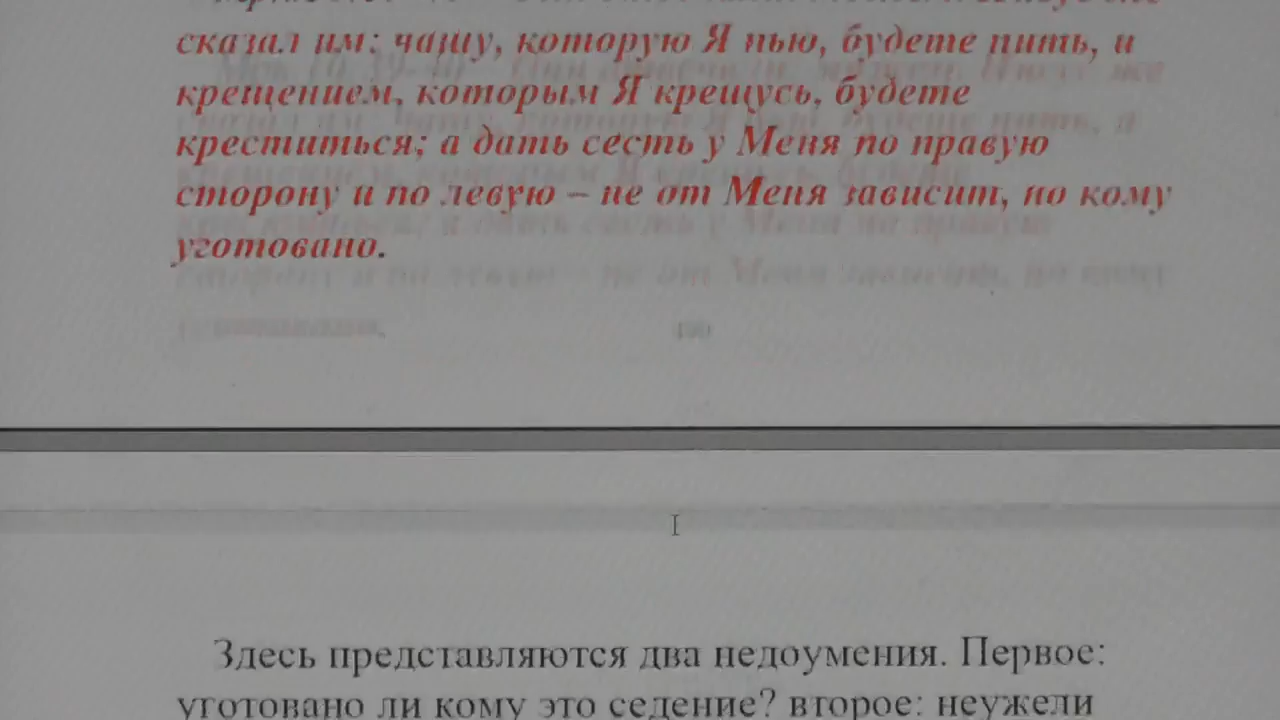 сказал им: чашу, которую Я пью, будете пить, и
крещением, которым Я крещусь, будете
креститься; а дать сесть у Меня по правую
сторону и по левую – не от Меня зависит, но кому
уготовано.
Здесь представляются два недоумения. Первое:
уготовано ли кому это седение? второе: неужели